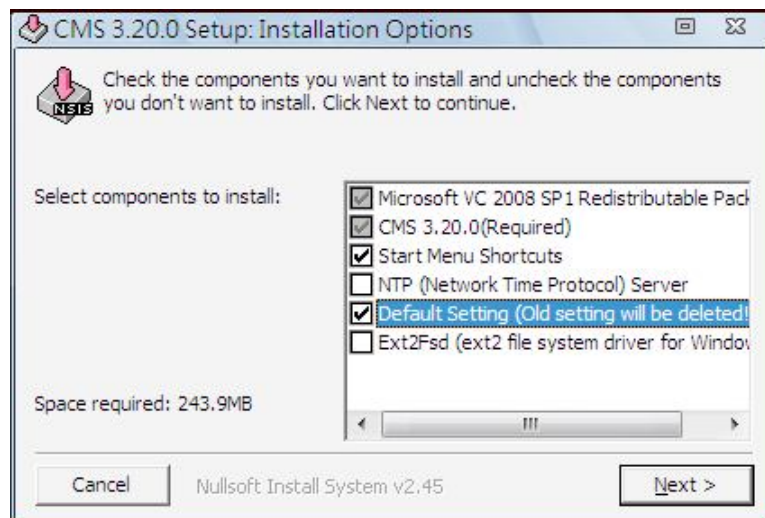 CMS 3.20.0 Setup: Installation Options
Check the components you want to install and uncheck the components
you don't want to install. Click Next to continue.
NSIS
Select components to install:
Microsoft VC 2008 SP1 Redistributable Pack
CMS 3.20.0(Required)
Start Menu Shortcuts
NTP (Network Time Protocol) Server
Default Setting (Old setting will be deleted!
Ext2Fsd (ext2 file system driver for Window
Space required: 243.9MB
Cancel
Nullsoft Install System v2.45
Next >